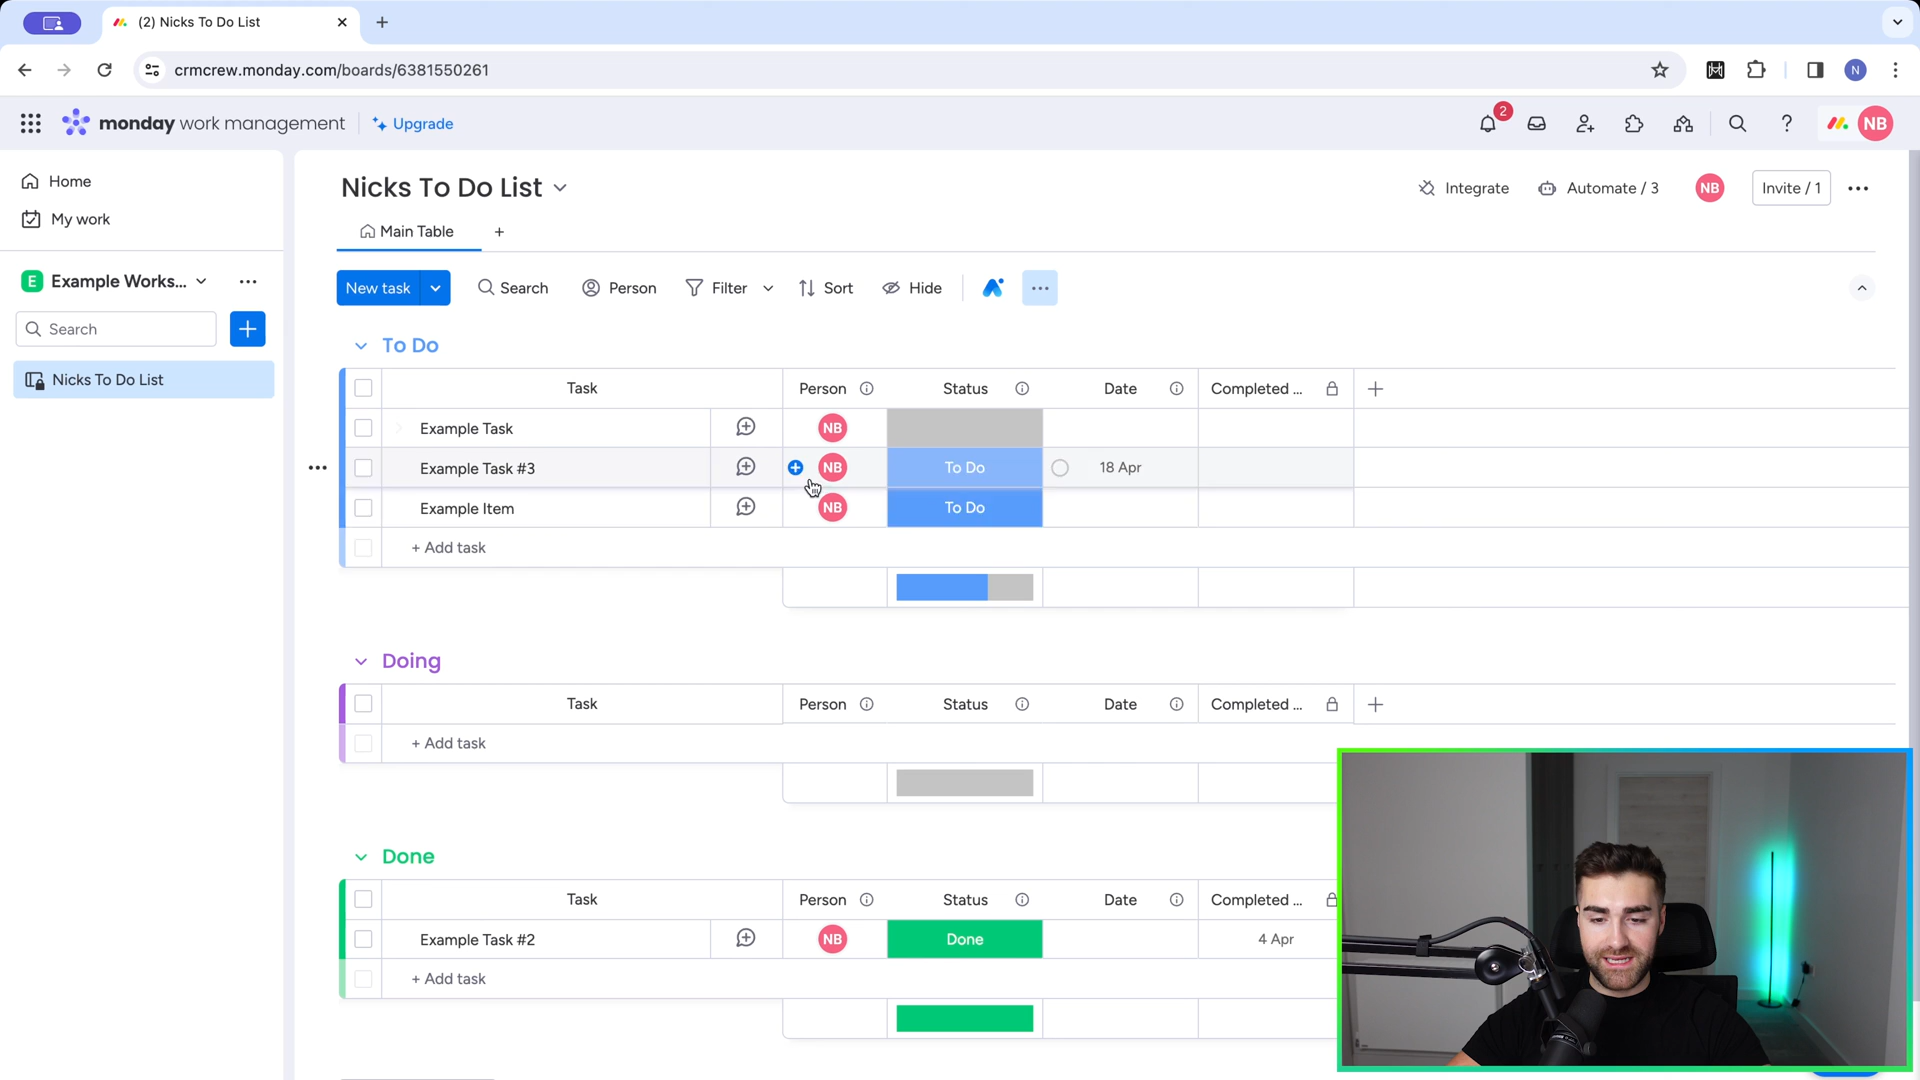 (2) Nicks To Do List
crmcrew.monday.com/boards/6381550261
N
monday work management
Upgrade
2
NB
Home
My work
E Example Works...
Search
Nicks To Do List
Nicks To Do List
Integrate
Automate / 3
NB
Invite / 1
Main Table
+
New task
Search
Person
Filter
Sort
Hide
To Do
Task Person Status Date Completed ...
Example Task NB
Example Task #3 NB To Do 18 Apr
Example Item NB To Do
+ Add task
Doing
Task Person Status Date Completed ...
+ Add task
Done
Task Person Status Date Completed ...
Example Task #2 NB Done 4 Apr
+ Add task